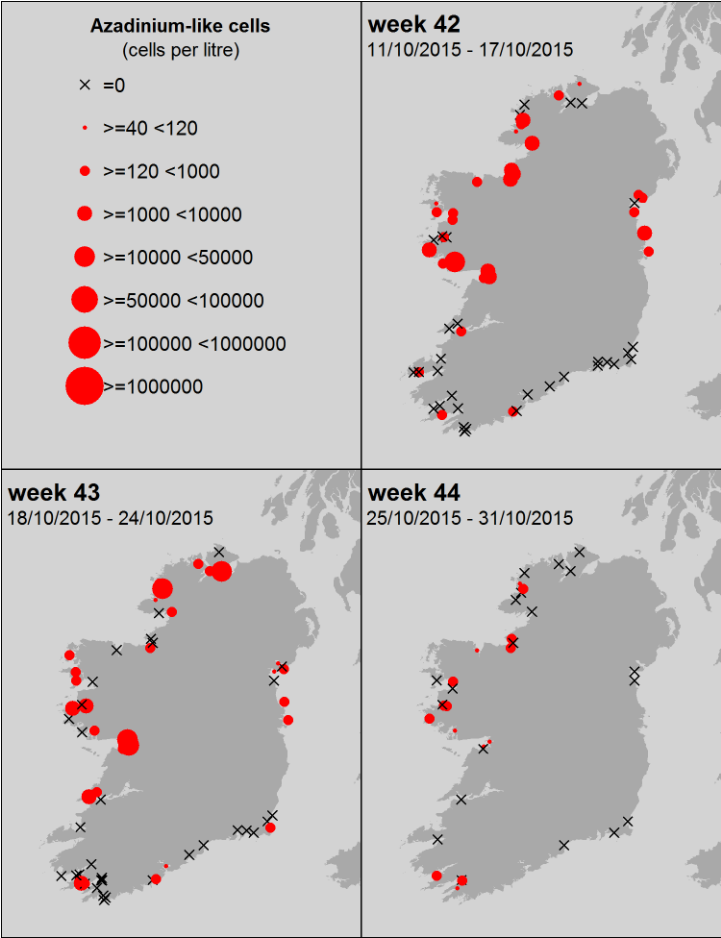 Azadinium-like cells
(cells per litre)
=0
>=40 <120
>=120 <1000
>=1000 <10000
>=10000 <50000
>=50000 <100000
>=100000 <1000000
>=1000000
week 42
11/10/2015 - 17/10/2015
week 43
18/10/2015 - 24/10/2015
week 44
25/10/2015 - 31/10/2015